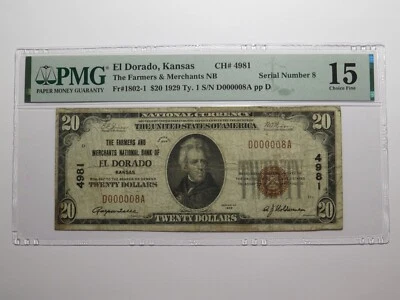 PMG
PAPER MONEY GUARANTY
El Dorado, Kansas CH# 4981
The Farmers & Merchants NB Serial Number 8
Fr#1802-1 $20 1929 Ty. 1 S/N D000008A pp D
15
Choice Fine
20 THE UNITED STATES OF AMERICA 20
D000008A
THE FARMERS AND
MERCHANTS NATIONAL BANK OF
EL DORADO
KANSAS
TWENTY DOLLARS
4981
4981
D000008A
20 TWENTY DOLLARS 20